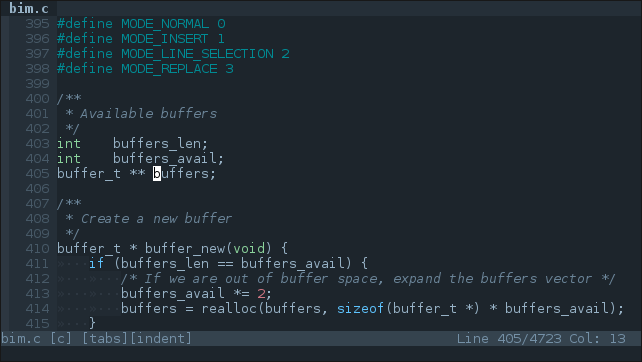 bim.c
395 #define MODE_NORMAL 0
396 #define MODE_INSERT 1
397 #define MODE_LINE_SELECTION 2
398 #define MODE_REPLACE 3
399
400 /**
401  * Available buffers
402  */
403 int    buffers_len;
404 int    buffers_avail;
405 buffer_t ** buffers;
406
407 /**
408  * Create a new buffer
409  */
410 buffer_t * buffer_new(void) {
411     if (buffers_len == buffers_avail) {
412         /* If we are out of buffer space, expand the buffers vector */
413         buffers_avail *= 2;
414         buffers = realloc(buffers, sizeof(buffer_t *) * buffers_avail);
415     }
bim.c [c] [tabs][indent] Line 405/4723 Col: 13